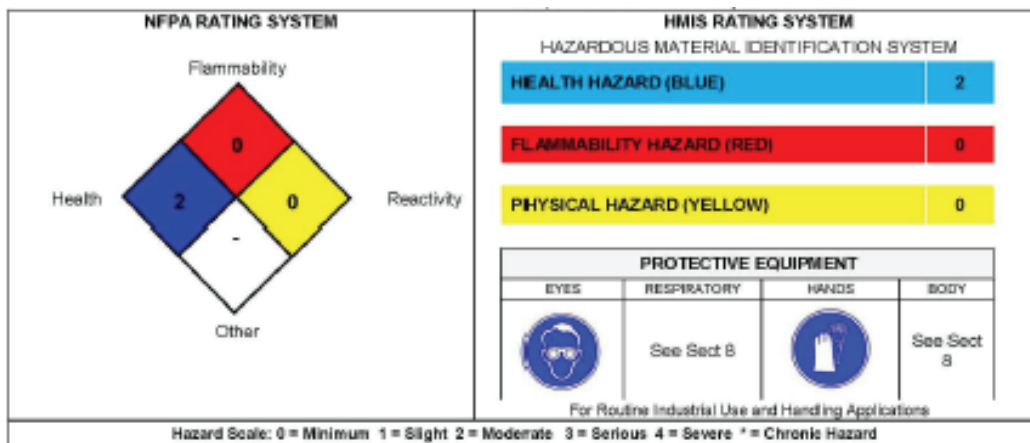 NFPA RATING SYSTEM
Flammability
0
Health
2
0
Reactivity
-
Other
HMIS RATING SYSTEM
HAZARDOUS MATERIAL IDENTIFICATION SYSTEM
HEALTH HAZARD (BLUE) 2
FLAMMABILITY HAZARD (RED) 0
PHYSICAL HAZARD (YELLOW) 0
PROTECTIVE EQUIPMENT
EYES RESPIRATORY HANDS BODY
See Sect 8
See Sect
8
For Routine Industrial Use and Handling Applications
Hazard Scale: 0 = Minimum 1 = Slight 2 = Moderate 3 = Serious 4 = Severe * = Chronic Hazard